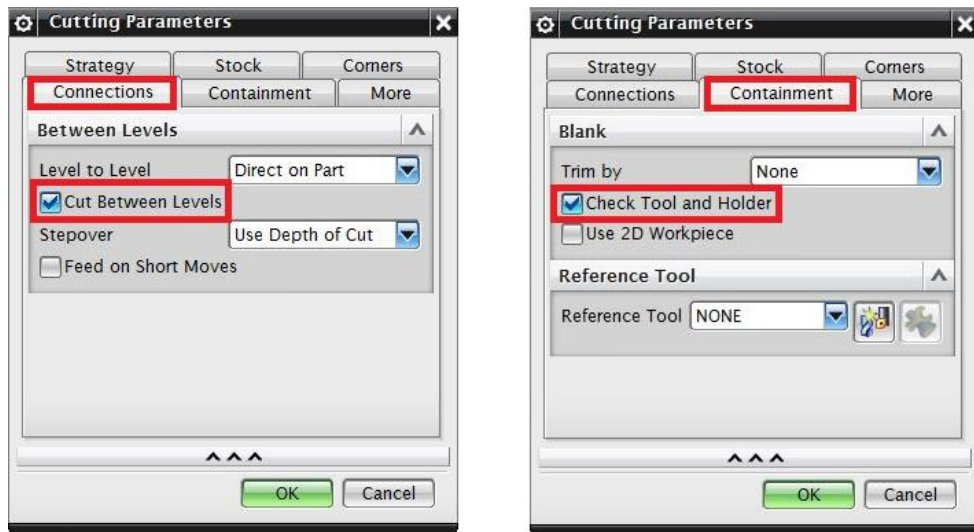 Cutting Parameters
Strategy Stock Corners
Connections Containment More
Between Levels
Level to Level Direct on Part
Cut Between Levels
Stepover Use Depth of Cut
Feed on Short Moves
OK Cancel
Cutting Parameters
Strategy Stock Corners
Connections Containment More
Blank
Trim by None
Check Tool and Holder
Use 2D Workpiece
Reference Tool
Reference Tool NONE
OK Cancel